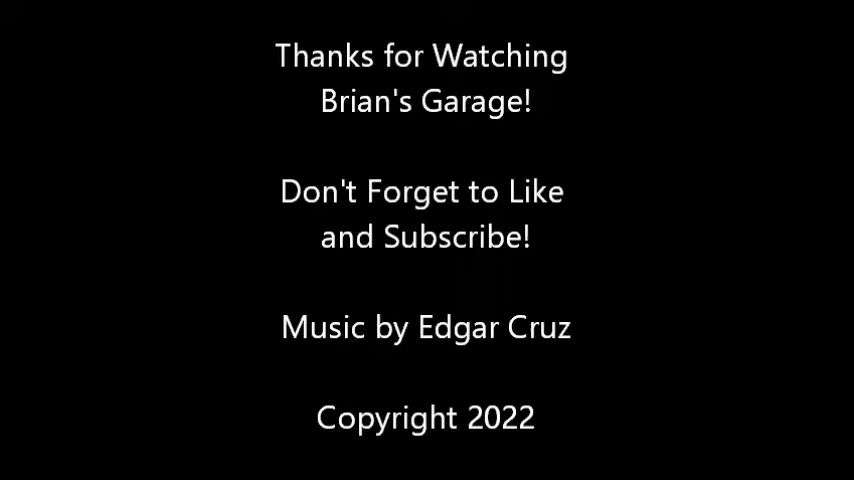 Thanks for Watching
Brian's Garage!
Don't Forget to Like
and Subscribe!
Music by Edgar Cruz
Copyright 2022